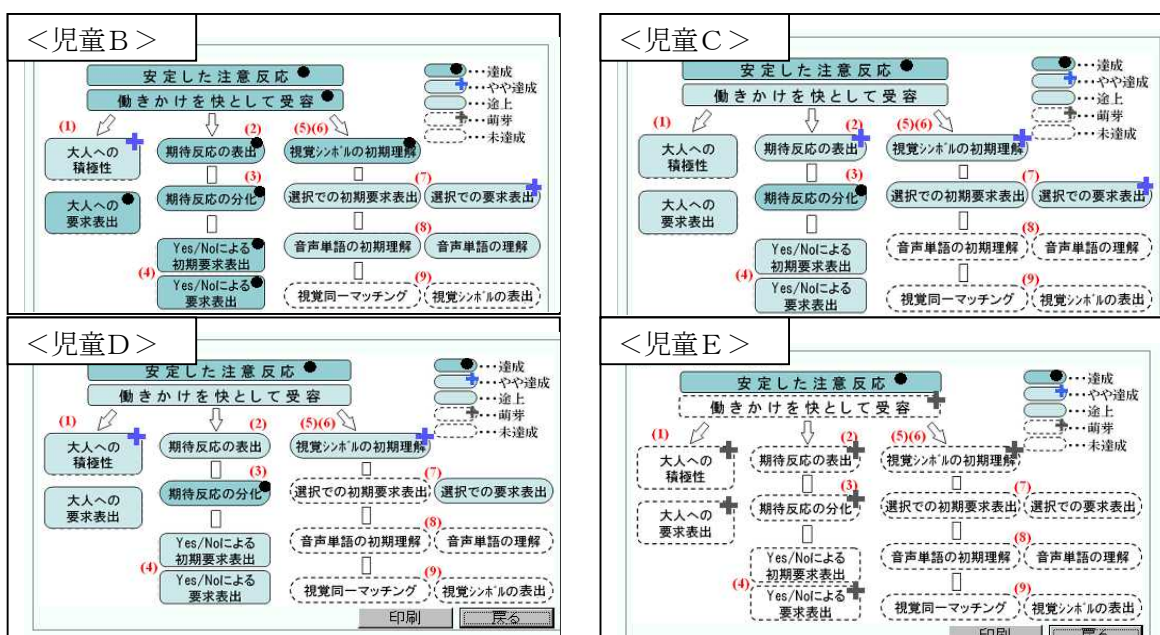 <児童B>
安定した注意反応
働きかけを快として受容
…達成
…やや達成
…途上
…萌芽
…未達成
(1)
(2)
(5)(6)
大人への
積極性
期待反応の表出
視覚シンボルの初期理解
(3)
(7)
大人への
要求表出
期待反応の分化
選択での初期要求表出
選択での要求表出
(8)
Yes/Noによる
初期要求表出
音声単語の初期理解
音声単語の理解
(4)
(9)
Yes/Noによる
要求表出
視覚同一マッチング
視覚シンボルの表出
<児童C>
安定した注意反応
働きかけを快として受容
…達成
…やや達成
…途上
…萌芽
…未達成
(1)
(2)
(5)(6)
大人への
積極性
期待反応の表出
視覚シンボルの初期理解
(3)
(7)
大人への
要求表出
期待反応の分化
選択での初期要求表出
選択での要求表出
(8)
Yes/Noによる
初期要求表出
音声単語の初期理解
音声単語の理解
(4)
(9)
Yes/Noによる
要求表出
視覚同一マッチング
視覚シンボルの表出
<児童D>
安定した注意反応
働きかけを快として受容
…達成
…やや達成
…途上
…萌芽
…未達成
(1)
(2)
(5)(6)
大人への
積極性
期待反応の表出
視覚シンボルの初期理解
(3)
(7)
大人への
要求表出
期待反応の分化
選択での初期要求表出
選択での要求表出
(8)
Yes/Noによる
初期要求表出
音声単語の初期理解
音声単語の理解
(4)
(9)
Yes/Noによる
要求表出
視覚同一マッチング
視覚シンボルの表出
印刷
戻る
<児童E>
安定した注意反応
働きかけを快として受容
…達成
…やや達成
…途上
…萌芽
…未達成
(1)
(2)
(5)(6)
大人への
積極性
期待反応の表出
視覚シンボルの初期理解
(3)
(7)
大人への
要求表出
期待反応の分化
選択での初期要求表出
選択での要求表出
(8)
Yes/Noによる
初期要求表出
音声単語の初期理解
音声単語の理解
(4)
(9)
Yes/Noによる
要求表出
視覚同一マッチング
視覚シンボルの表出